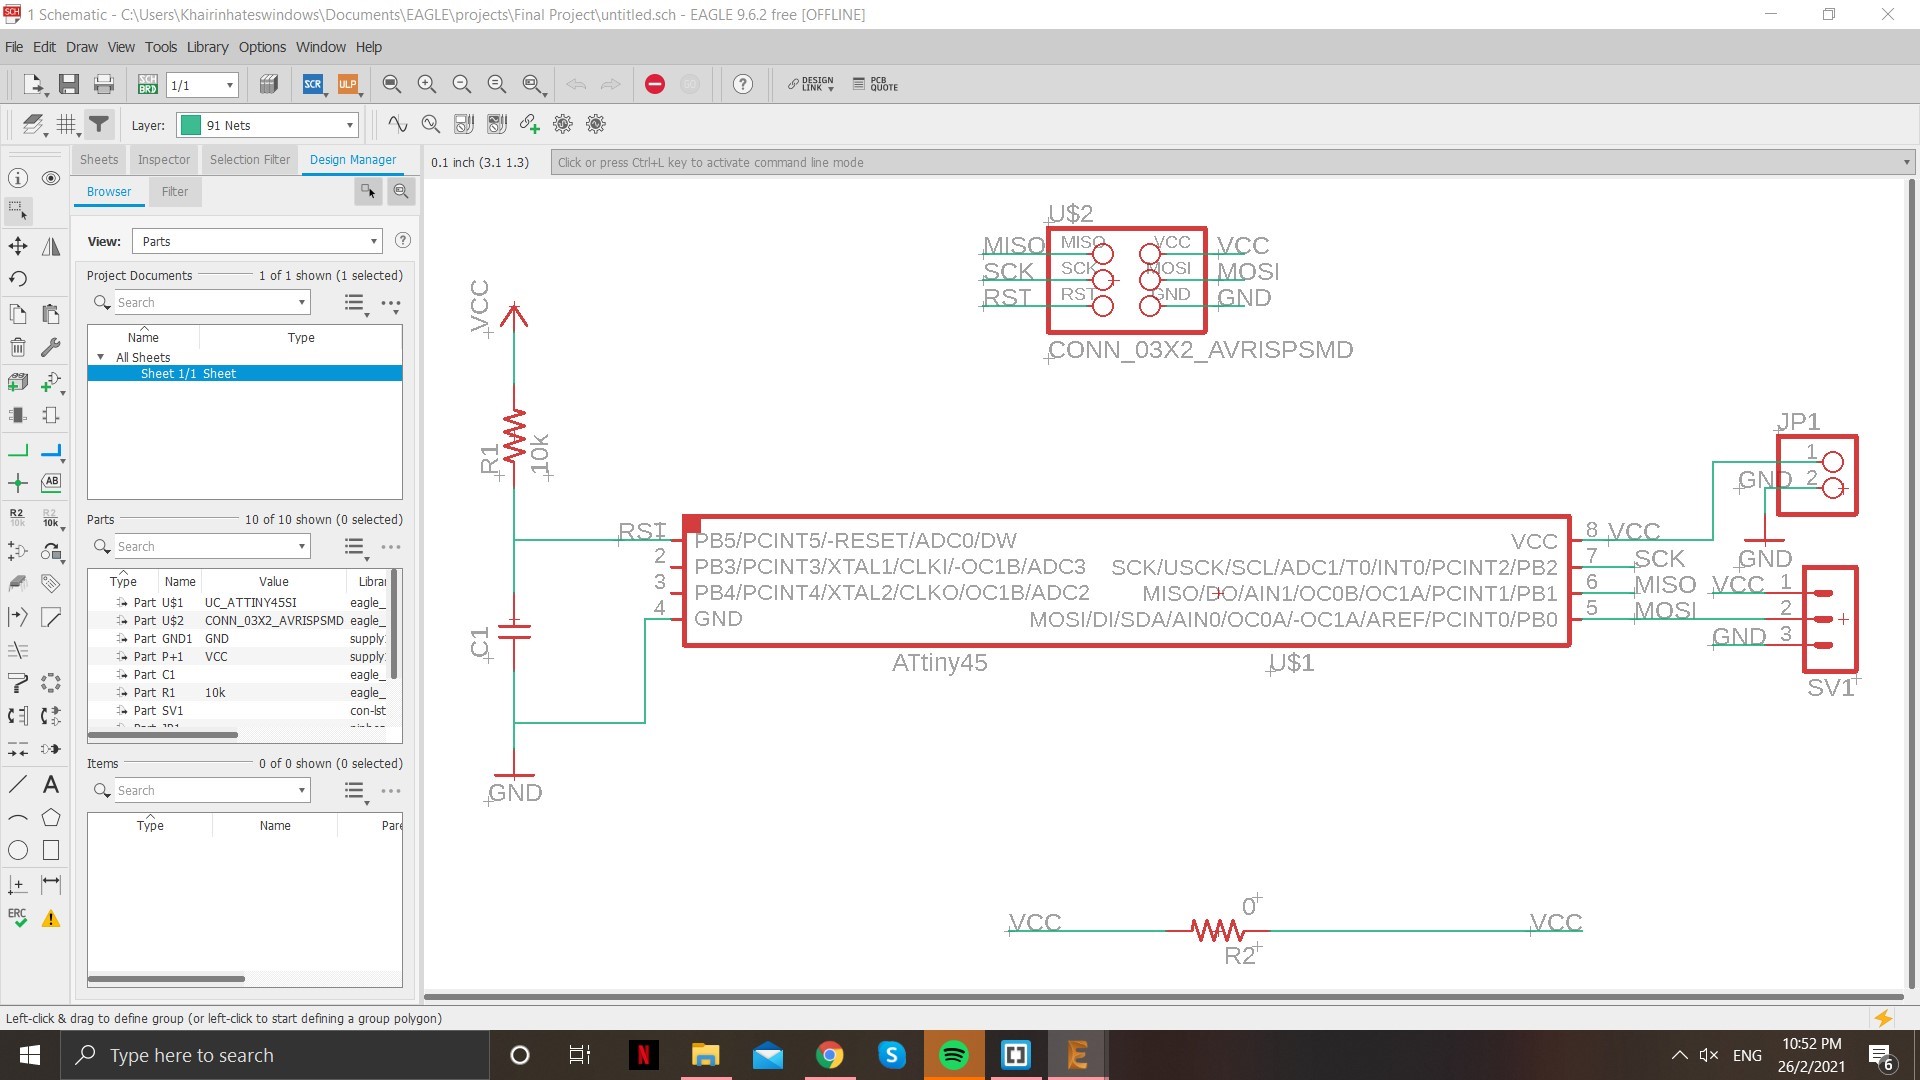 1 Schematic - C:\Users\Khairinhateswindows\Documents\EAGLE\projects\Final Project\untitled.sch - EAGLE 9.6.2 free [OFFLINE]
File Edit Draw View Tools Library Options Window Help
SCH BRD 1/1 SCR ULP GO DESIGN LINK PCB QUOTE
Layer: 91 Nets
Sheets Inspector Selection Filter Design Manager
0.1 inch (3.1 1.3) Click or press Ctrl+L key to activate command line mode
Browser Filter
View: Parts
Project Documents 1 of 1 shown (1 selected)
Search
Name Type
All Sheets
Sheet 1/1 Sheet
Parts 10 of 10 shown (0 selected)
Search
Type Name Value Librar
Part U$1 UC_ATTINY45SI eagle_
Part U$2 CONN_03X2_AVRISPSMD eagle_
Part GND1 GND supply
Part P+1 VCC supply
Part C1 eagle_
Part R1 10k eagle_
Part SV1 con-lst
Items 0 of 0 shown (0 selected)
Search
Type Name Pare
R2 10k
R2 10k
ERC
U$2
MISO MISO VCC VCC
SCK SCK MOSI MOSI
RST RST GND GND
CONN_03X2_AVRISPSMD
VCC
R1
10k
C1
GND
RST 1 PB5/PCINT5/-RESET/ADC0/DW
2 PB3/PCINT3/XTAL1/CLKI/-OC1B/ADC3
3 PB4/PCINT4/XTAL2/CLKO/OC1B/ADC2
4 GND
VCC 8 VCC
SCK/USCK/SCL/ADC1/T0/INT0/PCINT2/PB2 7 SCK
MISO/DO/AIN1/OC0B/OC1A/PCINT1/PB1 6 MISO
MOSI/DI/SDA/AIN0/OC0A/-OC1A/AREF/PCINT0/PB0 5 MOSI
ATtiny45 U$1
JP1
1
GND 2
GND
VCC 1
2
GND 3
SV1
VCC 0 VCC
R2
Left-click & drag to define group (or left-click to start defining a group polygon)
Type here to search
ENG
10:52 PM
26/2/2021
6